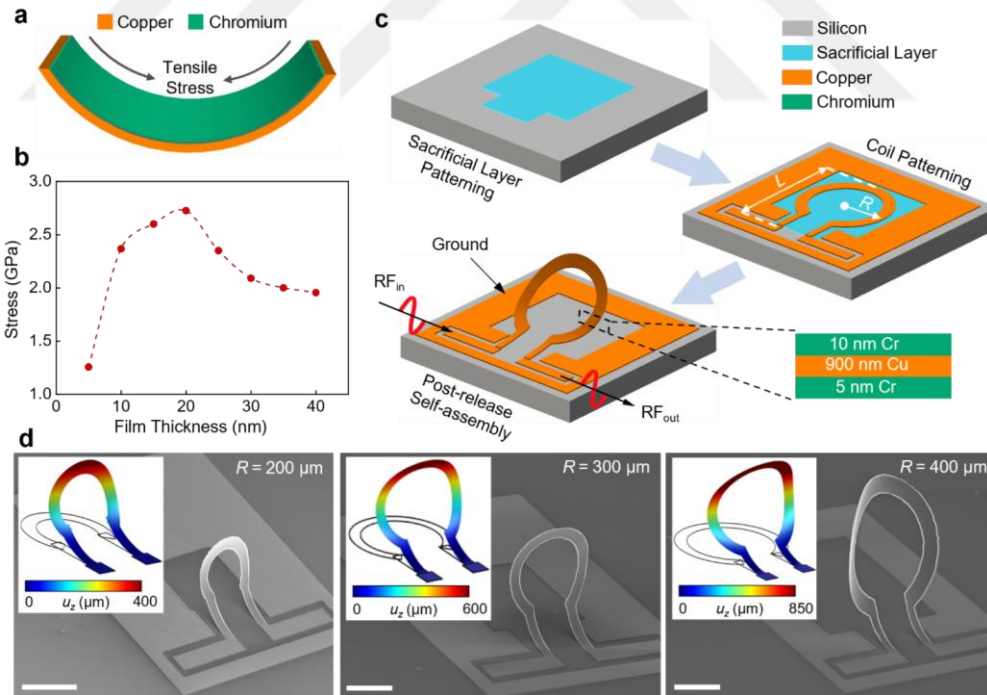 a
Copper Chromium
Tensile
Stress
b
3.0
2.5
2.0
1.5
1.0
Stress (GPa)
0 10 20 30 40
Film Thickness (nm)
c
Silicon
Sacrificial Layer
Copper
Chromium
Sacrificial Layer
Patterning
Coil Patterning
L
R
Ground
RFin
RFout
Post-release
Self-assembly
10 nm Cr
900 nm Cu
5 nm Cr
d
R = 200 μm
0 400
uz (μm)
R = 300 μm
0 600
uz (μm)
R = 400 μm
0 850
uz (μm)